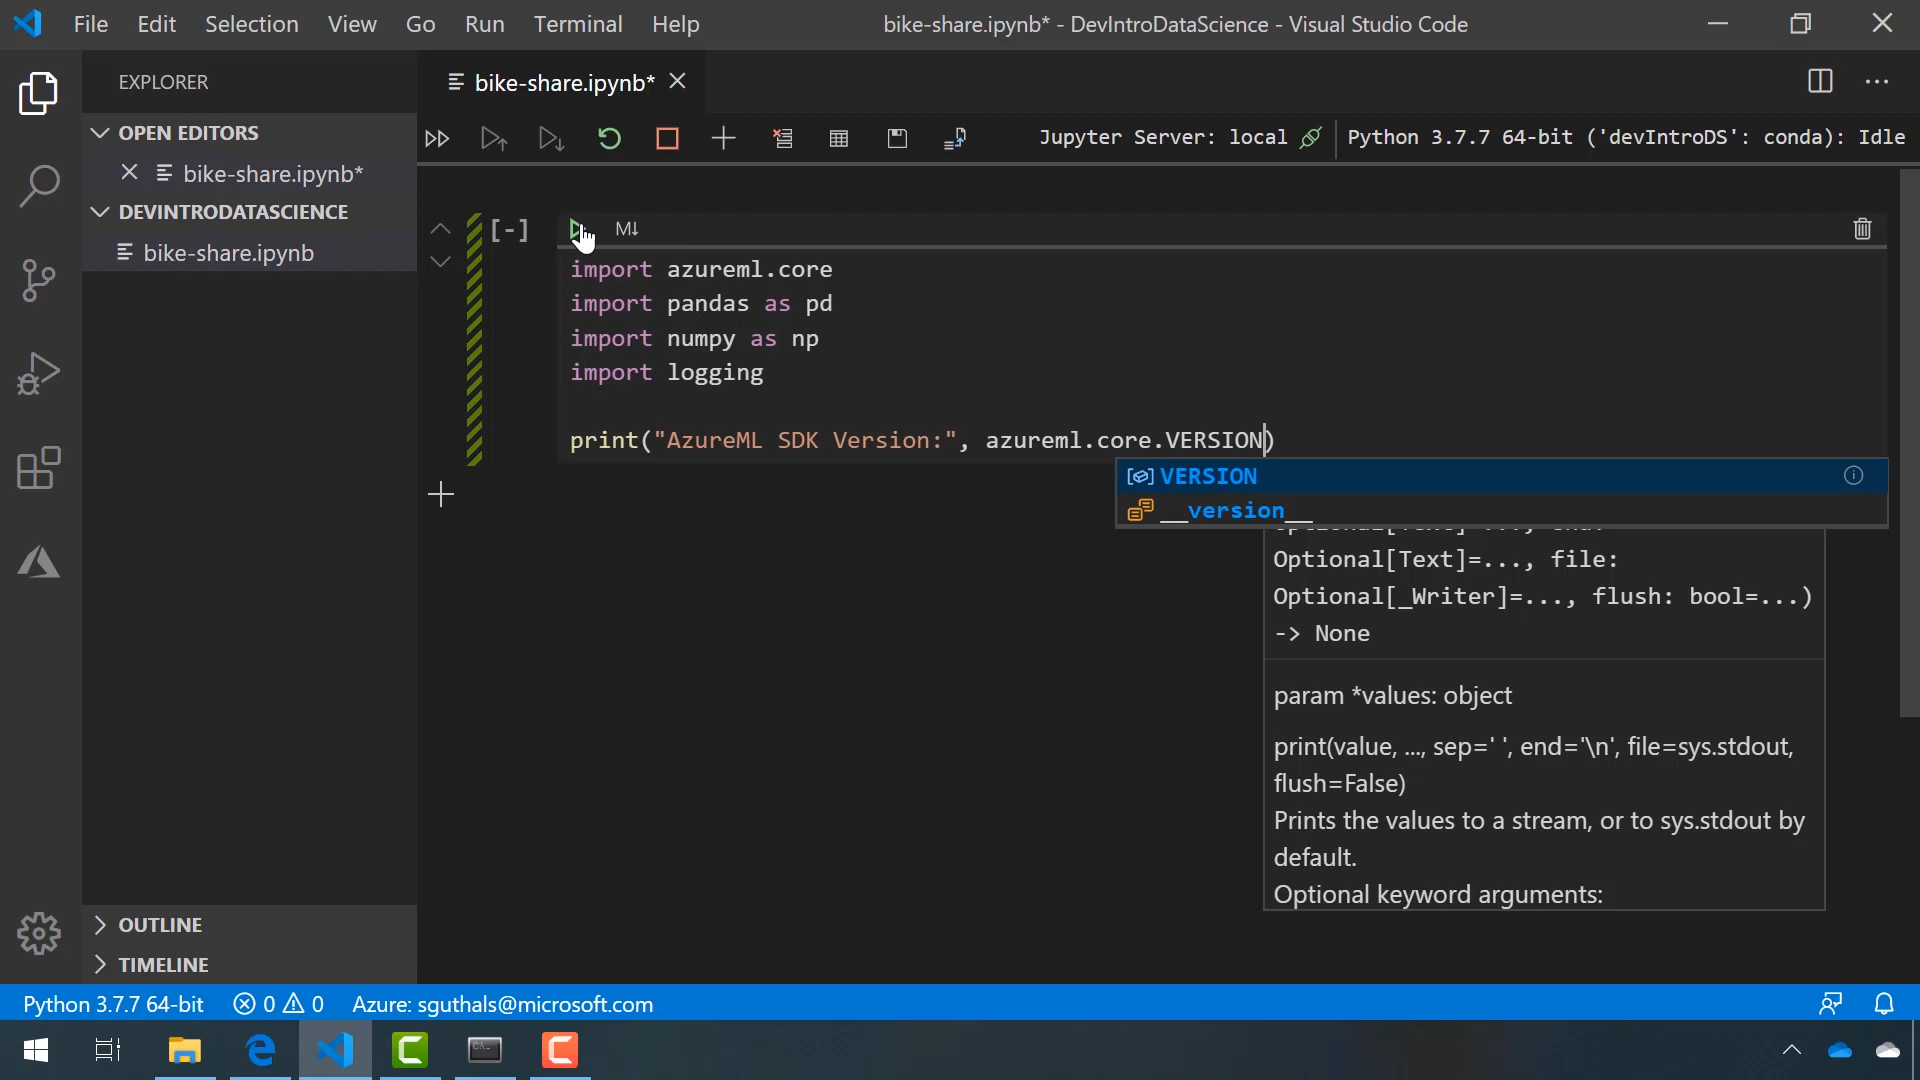 File Edit Selection View Go Run Terminal Help bike-share.ipynb* - DevIntroDataScience - Visual Studio Code
EXPLORER
OPEN EDITORS
bike-share.ipynb*
DEVINTRODATASCIENCE
bike-share.ipynb
OUTLINE
TIMELINE
bike-share.ipynb*
Jupyter Server: local
Python 3.7.7 64-bit ('devIntroDS': conda): Idle
[-]
M↓
import azureml.core
import pandas as pd
import numpy as np
import logging
print("AzureML SDK Version:", azureml.core.VERSION)
VERSION
__version__
Optional[Text]=..., file:
Optional[_Writer]=..., flush: bool=...)
-> None
param *values: object
print(value, ..., sep=' ', end='\n', file=sys.stdout,
flush=False)
Prints the values to a stream, or to sys.stdout by
default.
Optional keyword arguments:
Python 3.7.7 64-bit 0 0 Azure: sguthals@microsoft.com